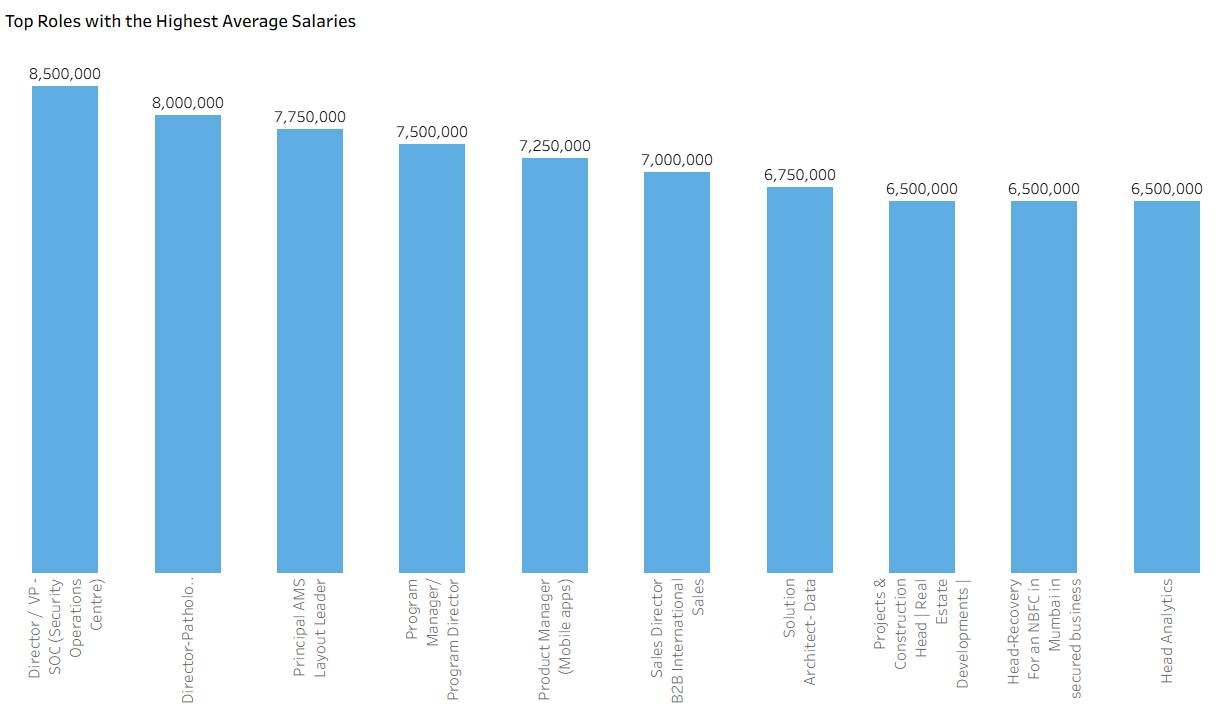 Top Roles with the Highest Average Salaries
8,500,000
8,000,000
7,750,000
7,500,000
7,250,000
7,000,000
6,750,000
6,500,000
6,500,000
6,500,000
Director / VP -
SOC (Security
Operations
Centre)
Director-Patholo..
Principal AMS
Layout Leader
Program
Manager/
Program Director
Product Manager
(Mobile apps)
Sales Director
B2B International
Sales
Solution
Architect- Data
Projects &
Construction
Head | Real
Estate
Developments |
Head-Recovery
For an NBFC in
Mumbai in
secured business
Head Analytics